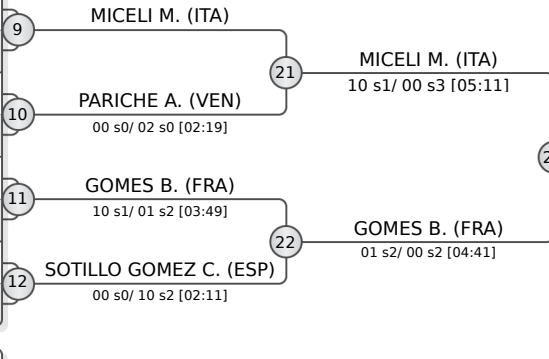 MICELI M. (ITA)
9
21
MICELI M. (ITA)
10 s1/ 00 s3 [05:11]
PARICHE A. (VEN)
10
00 s0/ 02 s0 [02:19]
GOMES B. (FRA)
11
10 s1/ 01 s2 [03:49]
22
GOMES B. (FRA)
01 s2/ 00 s2 [04:41]
SOTILLO GOMEZ C. (ESP)
12
00 s0/ 10 s2 [02:11]